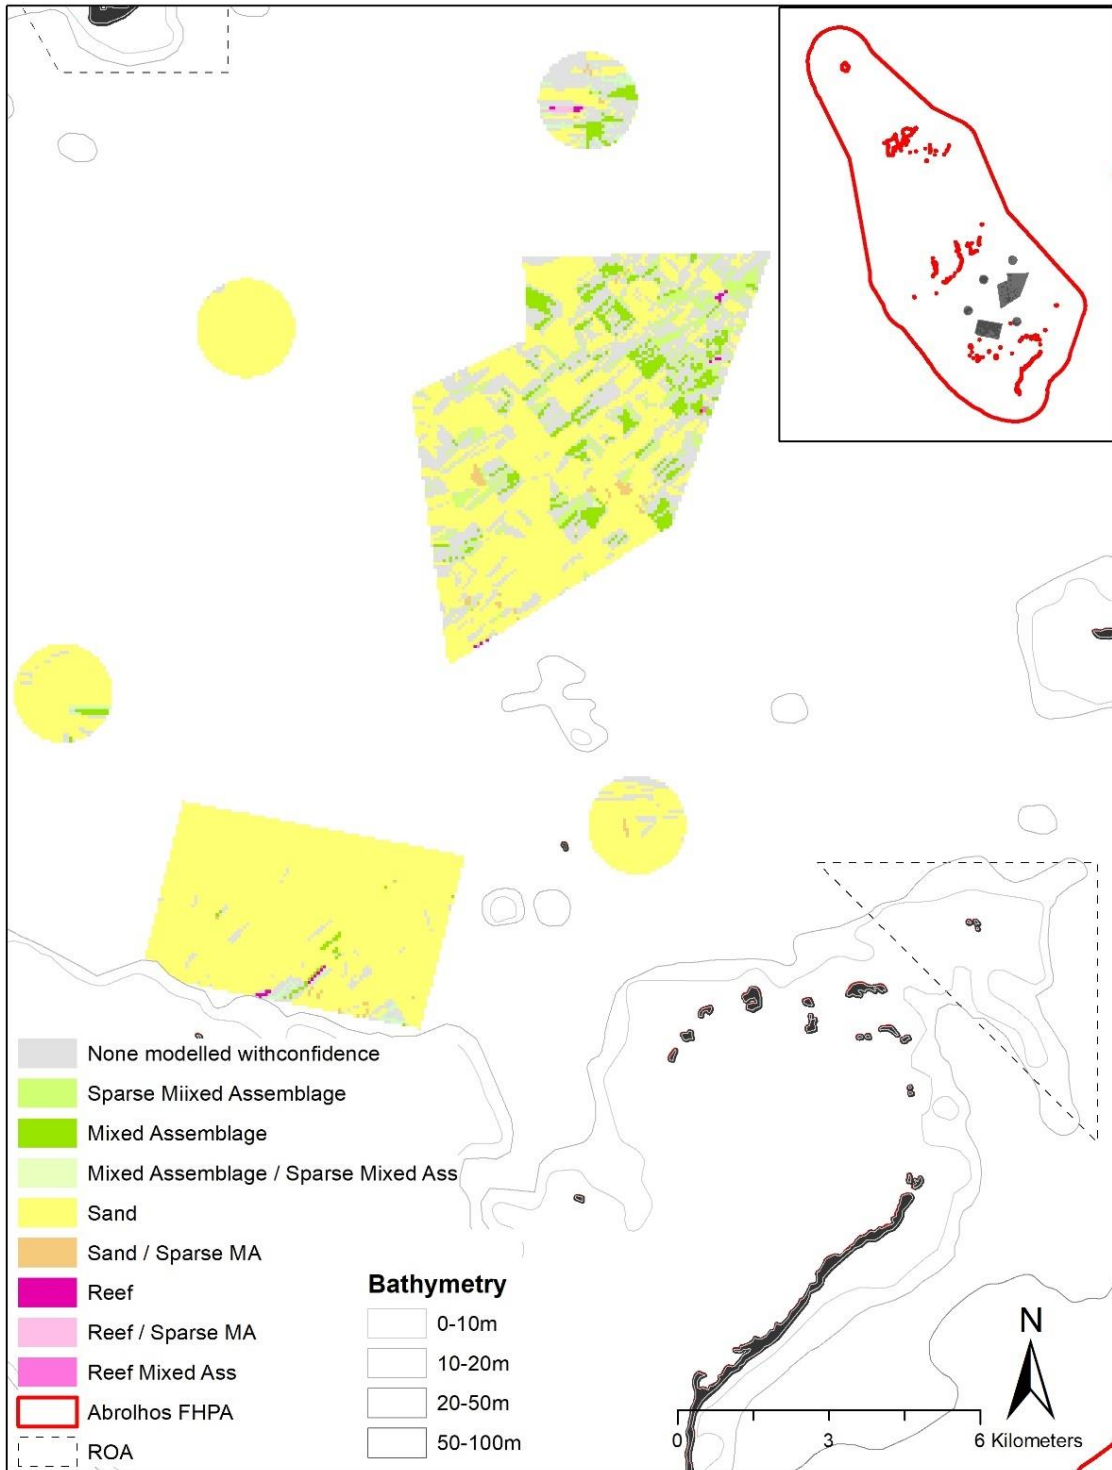 None modelled withconfidence
Sparse Miixed Assemblage
Mixed Assemblage
Mixed Assemblage / Sparse Mixed Ass
Sand
Sand / Sparse MA
Reef
Reef / Sparse MA
Reef Mixed Ass
Abrolhos FHPA
ROA
Bathymetry
0-10m
10-20m
20-50m
50-100m
N
0 3 6 Kilometers